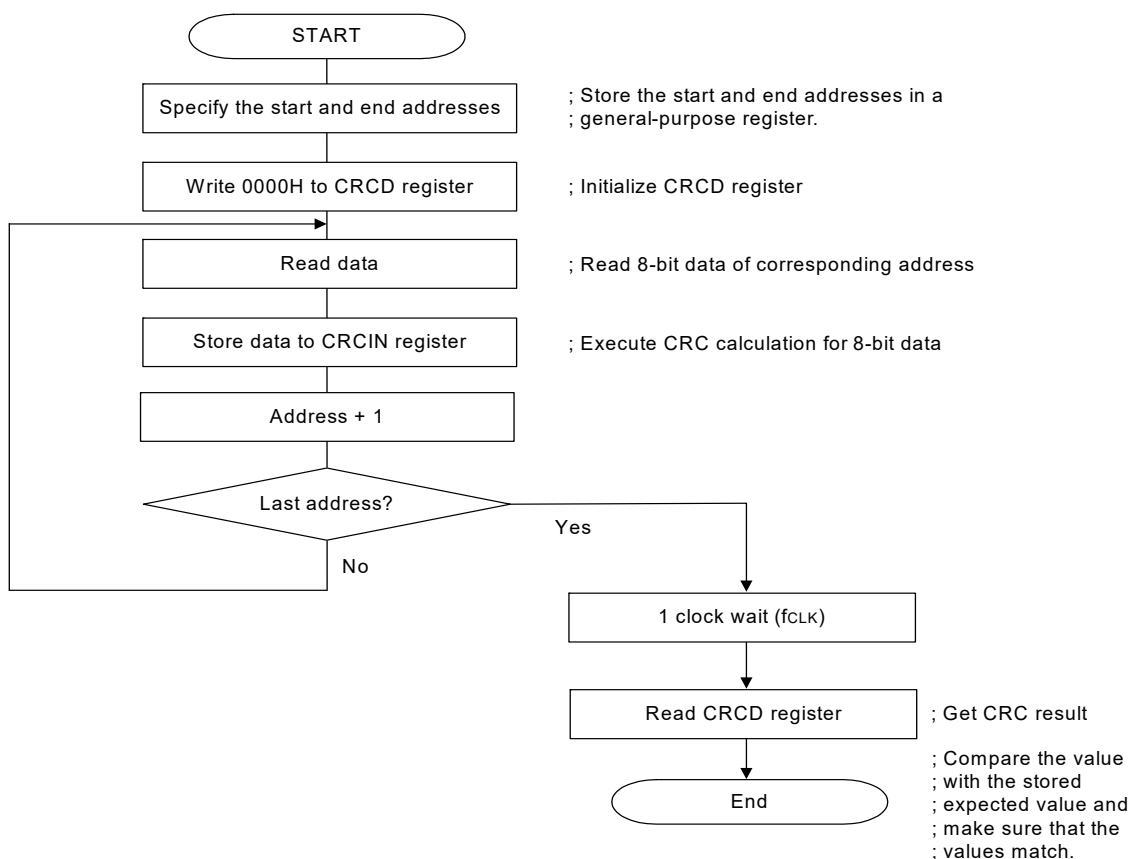 START
Specify the start and end addresses
; Store the start and end addresses in a
; general-purpose register.
Write 0000H to CRCD register
; Initialize CRCD register
Read data
; Read 8-bit data of corresponding address
Store data to CRCIN register
; Execute CRC calculation for 8-bit data
Address + 1
Last address?
Yes
No
1 clock wait (fCLK)
Read CRCD register
; Get CRC result
End
; Compare the value
; with the stored
; expected value and
; make sure that the
; values match.